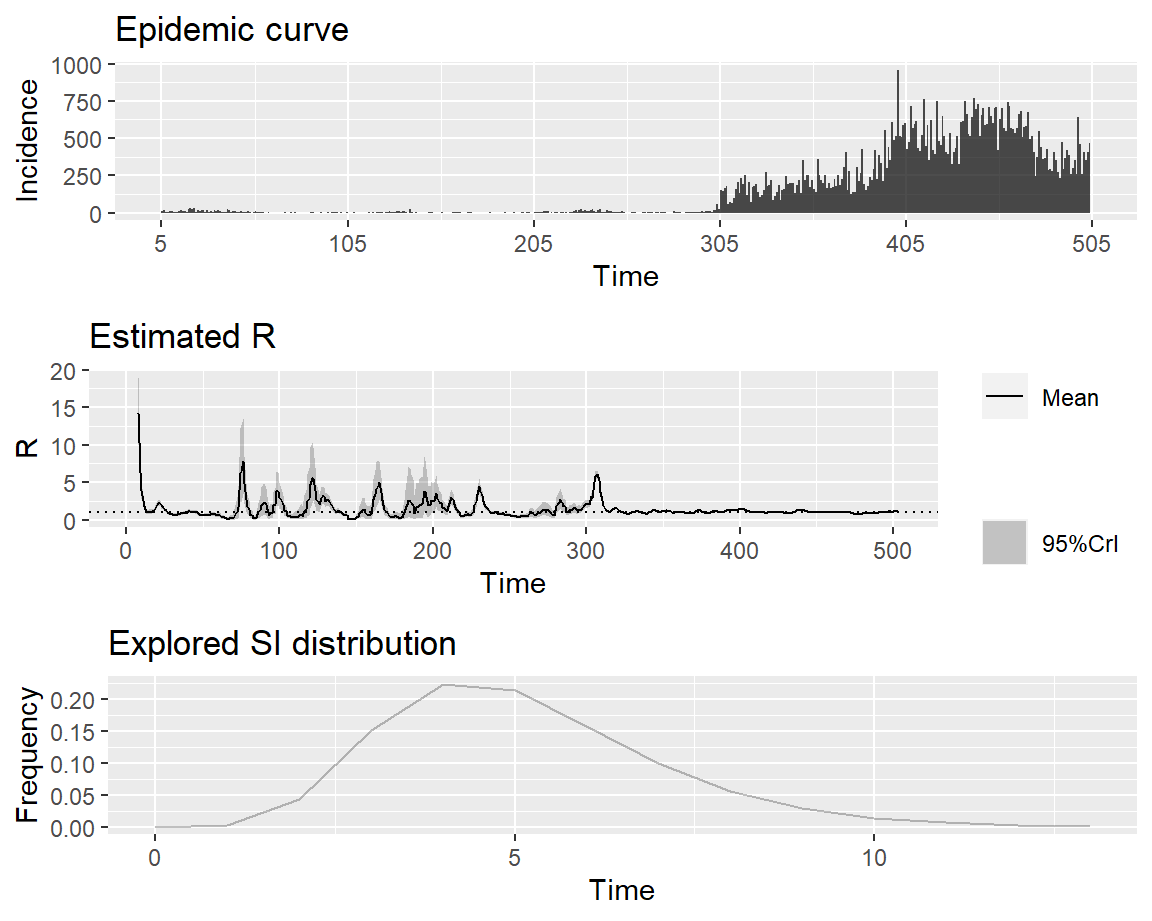 Epidemic curve
1000
750
500
250
0
Incidence
5 105 205 305 405 505
Time
Estimated R
20
15
10
5
0
R
0 100 200 300 400 500
Time
Mean
95%CrI
Explored SI distribution
0.20
0.15
0.10
0.05
0.00
Frequency
0 5 10
Time